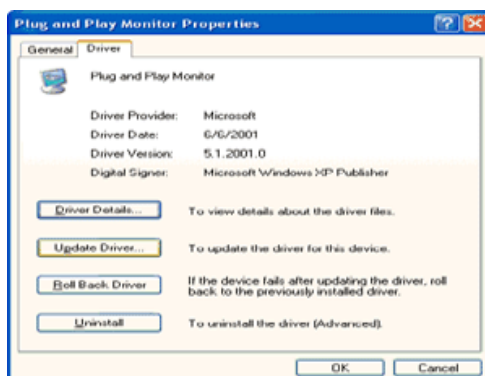 Plug and Play Monitor Properties
General Driver
Plug and Play Monitor
Driver Provider: Microsoft
Driver Date: 6/6/2001
Driver Version: 5.1.2001.0
Digital Signer: Microsoft Windows XP Publisher
Driver Details... To view details about the driver files.
Update Driver... To update the driver for this device.
Roll Back Driver If the device fails after updating the driver, roll
back to the previously installed driver.
Uninstall To uninstall the driver (Advanced).
OK Cancel